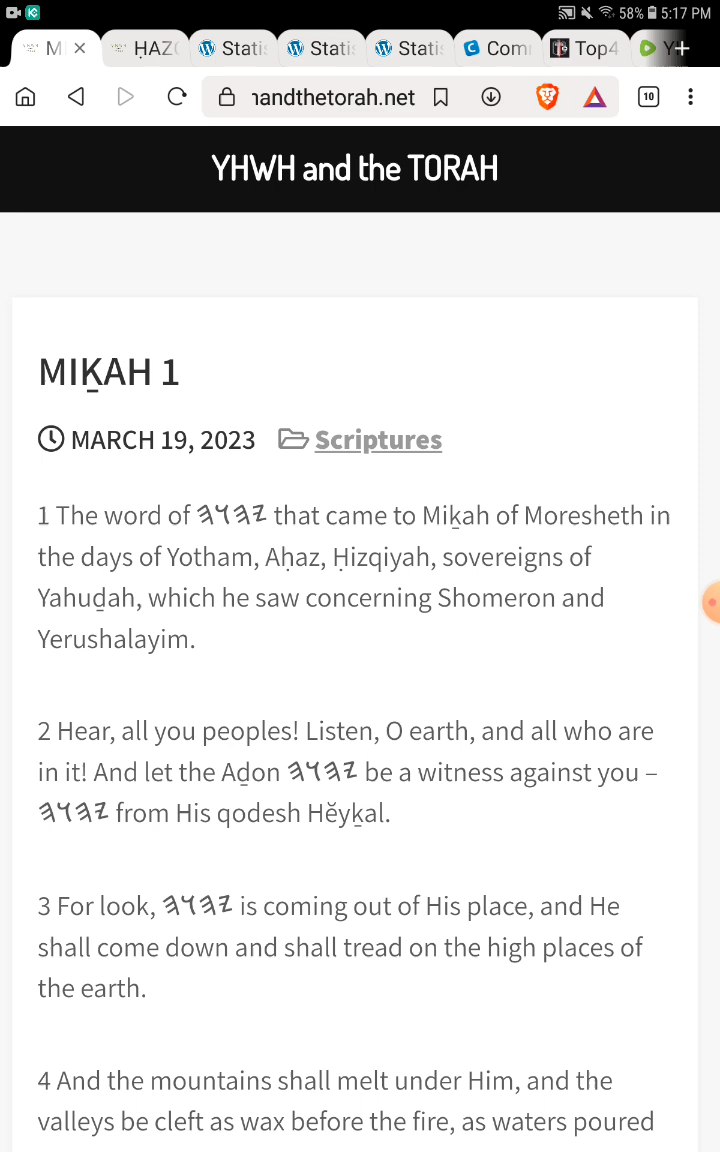 58% 5:17 PM
M ḤAZ Statis Statis Statis Com Top4 Y
handthetorah.net 10
YHWH and the TORAH
MIḴAH 1
MARCH 19, 2023 Scriptures
1 The word of 𐤉𐤄𐤅𐤄 that came to Miḵah of Moresheth in
the days of Yotham, Aḥaz, Ḥizqiyah, sovereigns of
Yahuḏah, which he saw concerning Shomeron and
Yerushalayim.
2 Hear, all you peoples! Listen, O earth, and all who are
in it! And let the Aḏon 𐤉𐤄𐤅𐤄 be a witness against you –
𐤉𐤄𐤅𐤄 from His qodesh Hĕyḵal.
3 For look, 𐤉𐤄𐤅𐤄 is coming out of His place, and He
shall come down and shall tread on the high places of
the earth.
4 And the mountains shall melt under Him, and the
valleys be cleft as wax before the fire, as waters poured